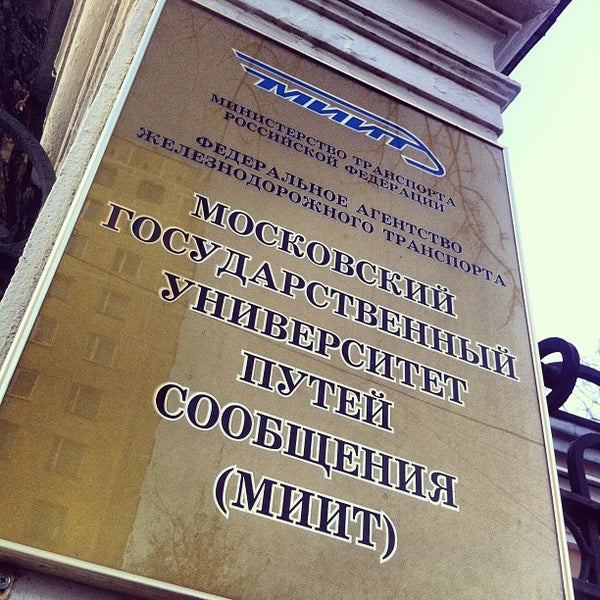 МИИТ
МИНИСТЕРСТВО ТРАНСПОРТА
РОССИЙСКОЙ ФЕДЕРАЦИИ
ФЕДЕРАЛЬНОЕ АГЕНТСТВО
ЖЕЛЕЗНОДОРОЖНОГО ТРАНСПОРТА
МОСКОВСКИЙ
ГОСУДАРСТВЕННЫЙ
УНИВЕРСИТЕТ
ПУТЕЙ
СООБЩЕНИЯ
(МИИТ)